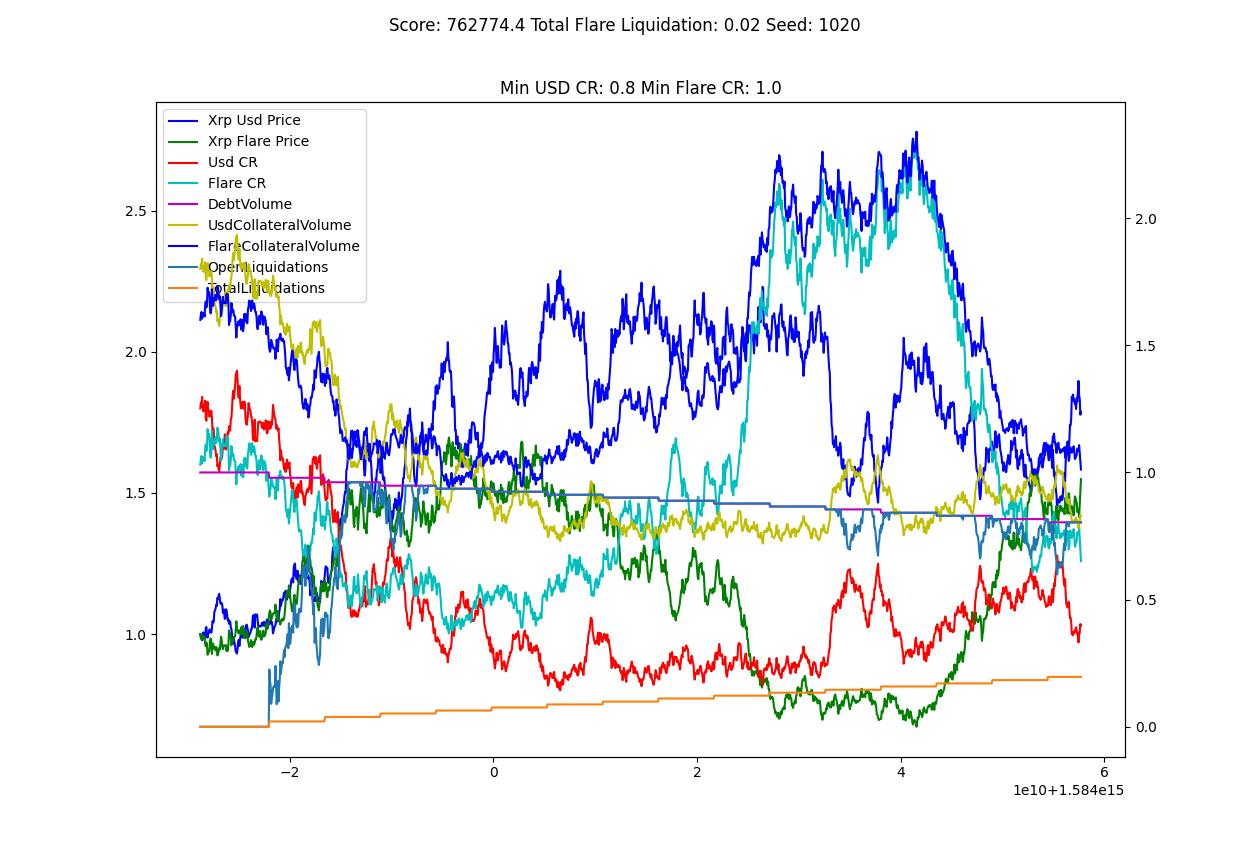 Score: 762774.4 Total Flare Liquidation: 0.02 Seed: 1020
Min USD CR: 0.8 Min Flare CR: 1.0
Xrp Usd Price
Xrp Flare Price
Usd CR
Flare CR
DebtVolume
UsdCollateralVolume
FlareCollateralVolume
OpenLiquidations
TotalLiquidations
2.5
2.0
1.5
1.0
2.0
1.5
1.0
0.5
0.0
−2
0
2
4
6
1e10+1.584e15